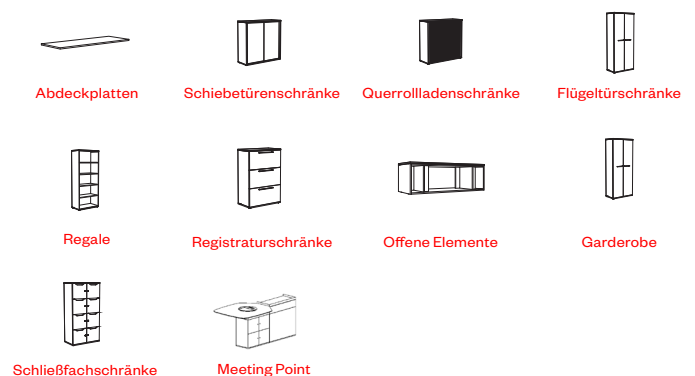 Abdeckplatten
Schiebetürenschränke
Querrollladenschränke
Flügeltürschränke
Regale
Registraturschränke
Offene Elemente
Garderobe
Schließfachschränke
Meeting Point